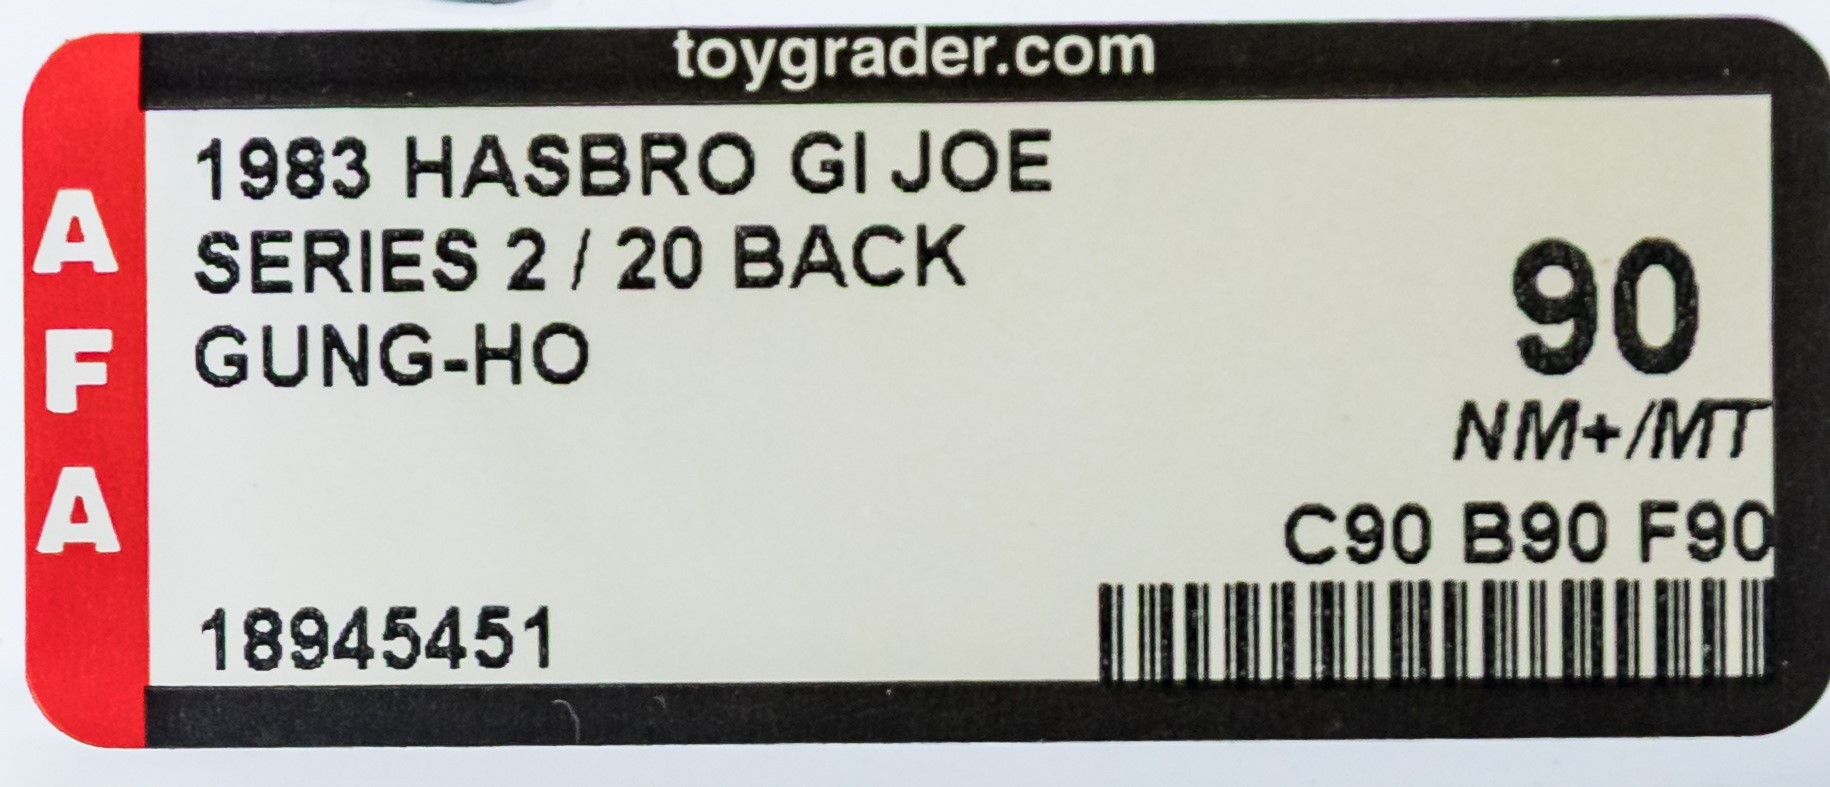 toygrader.com
AFA
1983 HASBRO GI JOE
SERIES 2 / 20 BACK
GUNG-HO
90
NM+/MT
C90 B90 F90
18945451